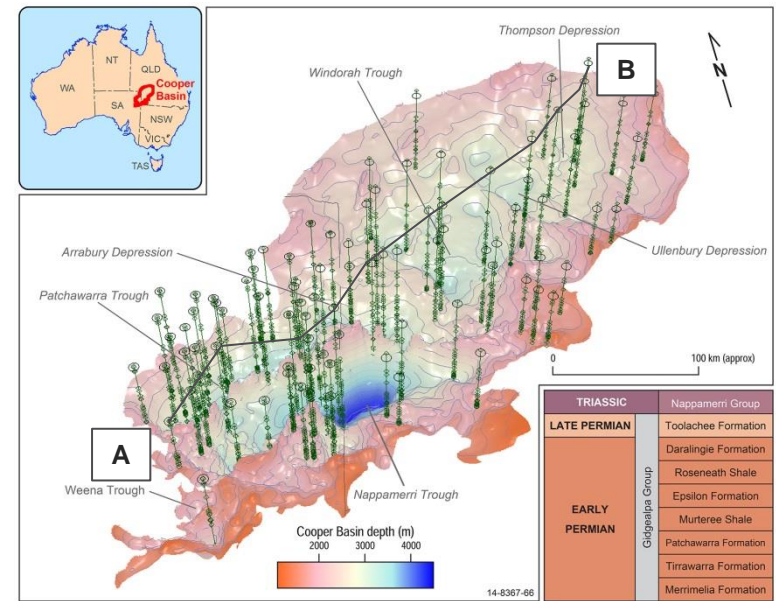 NT
QLD
WA
Cooper
Basin
SA
NSW
VIC
TAS
Thompson Depression
B
Windorah Trough
N
Arrabury Depression
Ullenbury Depression
Patchawarra Trough
0
100 km (approx)
A
Weena Trough
Nappamerri Trough
Cooper Basin depth (m)
2000
3000
4000
14-8367-66
TRIASSIC
Nappamerri Group
LATE PERMIAN
Toolachee Formation
EARLY
PERMIAN
Gidgealpa Group
Daralingie Formation
Roseneath Shale
Epsilon Formation
Murteree Shale
Patchawarra Formation
Tirrawarra Formation
Merrimelia Formation